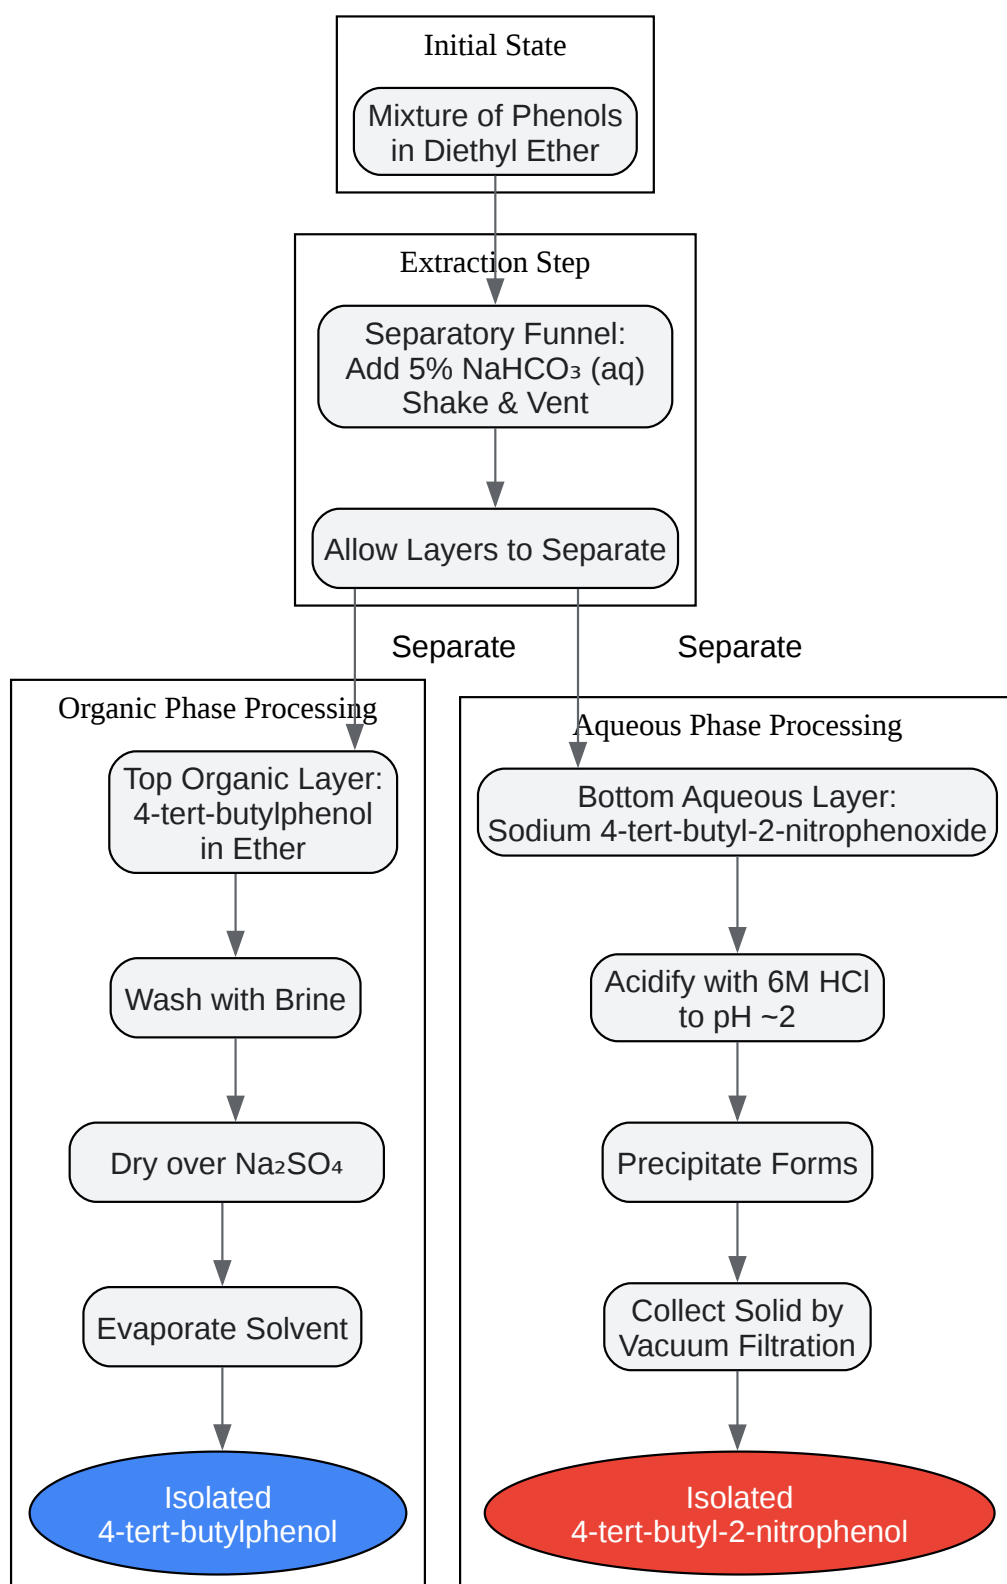 Initial State
Mixture of Phenols
in Diethyl Ether
Extraction Step
Separatory Funnel:
Add 5% NaHCO₃ (aq)
Shake & Vent
Allow Layers to Separate
Separate
Separate
Organic Phase Processing
Top Organic Layer:
4-tert-butylphenol
in Ether
Wash with Brine
Dry over Na₂SO₄
Evaporate Solvent
Isolated
4-tert-butylphenol
Aqueous Phase Processing
Bottom Aqueous Layer:
Sodium 4-tert-butyl-2-nitrophenoxide
Acidify with 6M HCl
to pH ~2
Precipitate Forms
Collect Solid by
Vacuum Filtration
Isolated
4-tert-butyl-2-nitrophenol